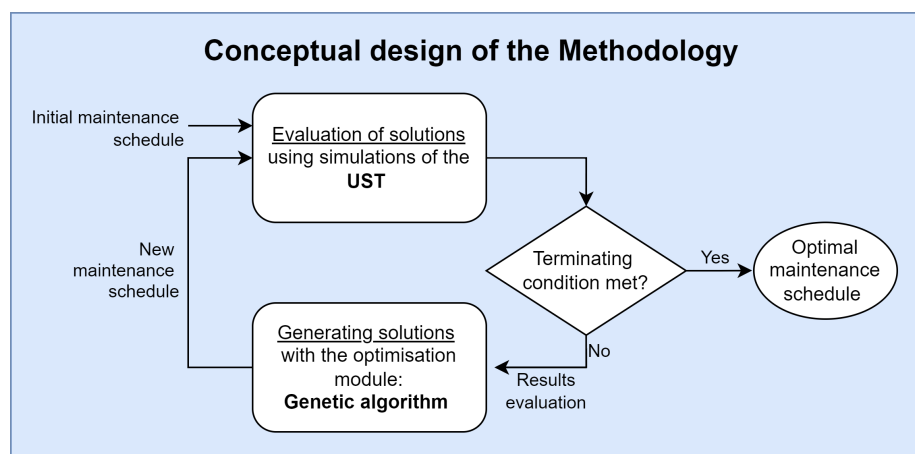 Conceptual design of the Methodology
Initial maintenance
schedule
Evaluation of solutions
using simulations of the
UST
New
maintenance
schedule
Terminating
condition met?
Yes
Optimal
maintenance
schedule
No
Results
evaluation
Generating solutions
with the optimisation
module:
Genetic algorithm